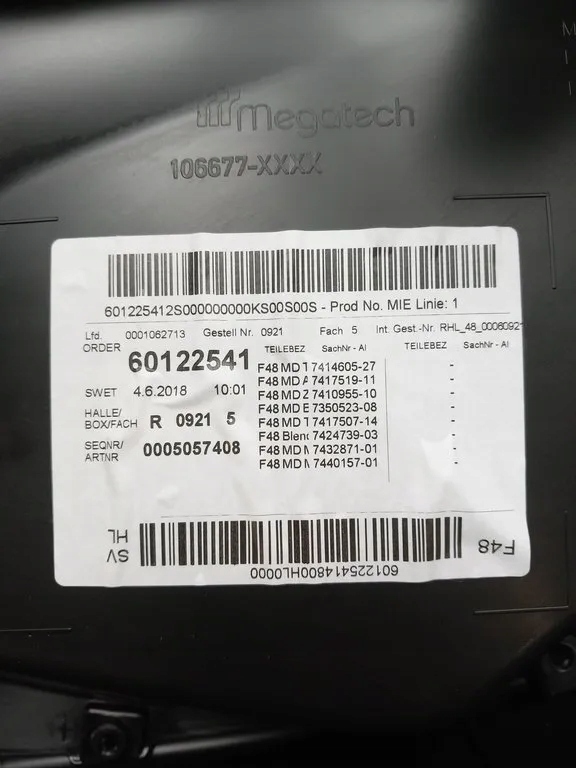 Megatech
106677-XXXX
601225412S000000000KS00S00S - Prod No. MIE Linie: 1
Lfd. 0001062713 Gestell Nr. 0921 Fach 5 Int. Gest.-Nr. RHL_48_00060921
ORDER 60122541
TEILEBEZ SachNr - AI TEILEBEZ SachNr - AI
F48 MD T 7414605-27 -
F48 MD A 7417519-11 -
SWET 4.6.2018 10:01
F48 MD Z 7410955-10 -
F48 MD E 7350523-08 -
HALLE/
BOX/FACH R 0921 5
F48 MD T 7417507-14 -
F48 Blend 7424739-03 -
SEQNR/
ARTNR 0005057408
F48 MD M 7432871-01 -
F48 MD M 7440157-01 -
SV
HL
F48
601225414800HL0000